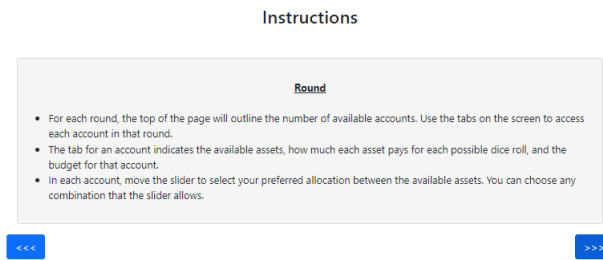 Instructions
Round
• For each round, the top of the page will outline the number of available accounts. Use the tabs on the screen to access
each account in that round.
• The tab for an account indicates the available assets, how much each asset pays for each possible dice roll, and the
budget for that account.
• In each account, move the slider to select your preferred allocation between the available assets. You can choose any
combination that the slider allows.
<<< >>>